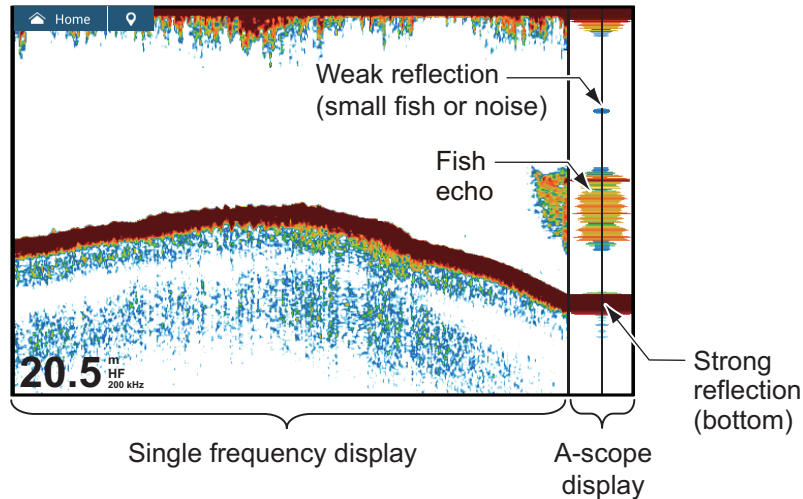 Home
Weak reflection
(small fish or noise)
Fish
echo
20.5 m
HF
200 kHz
Strong
reflection
(bottom)
Single frequency display
A-scope
display